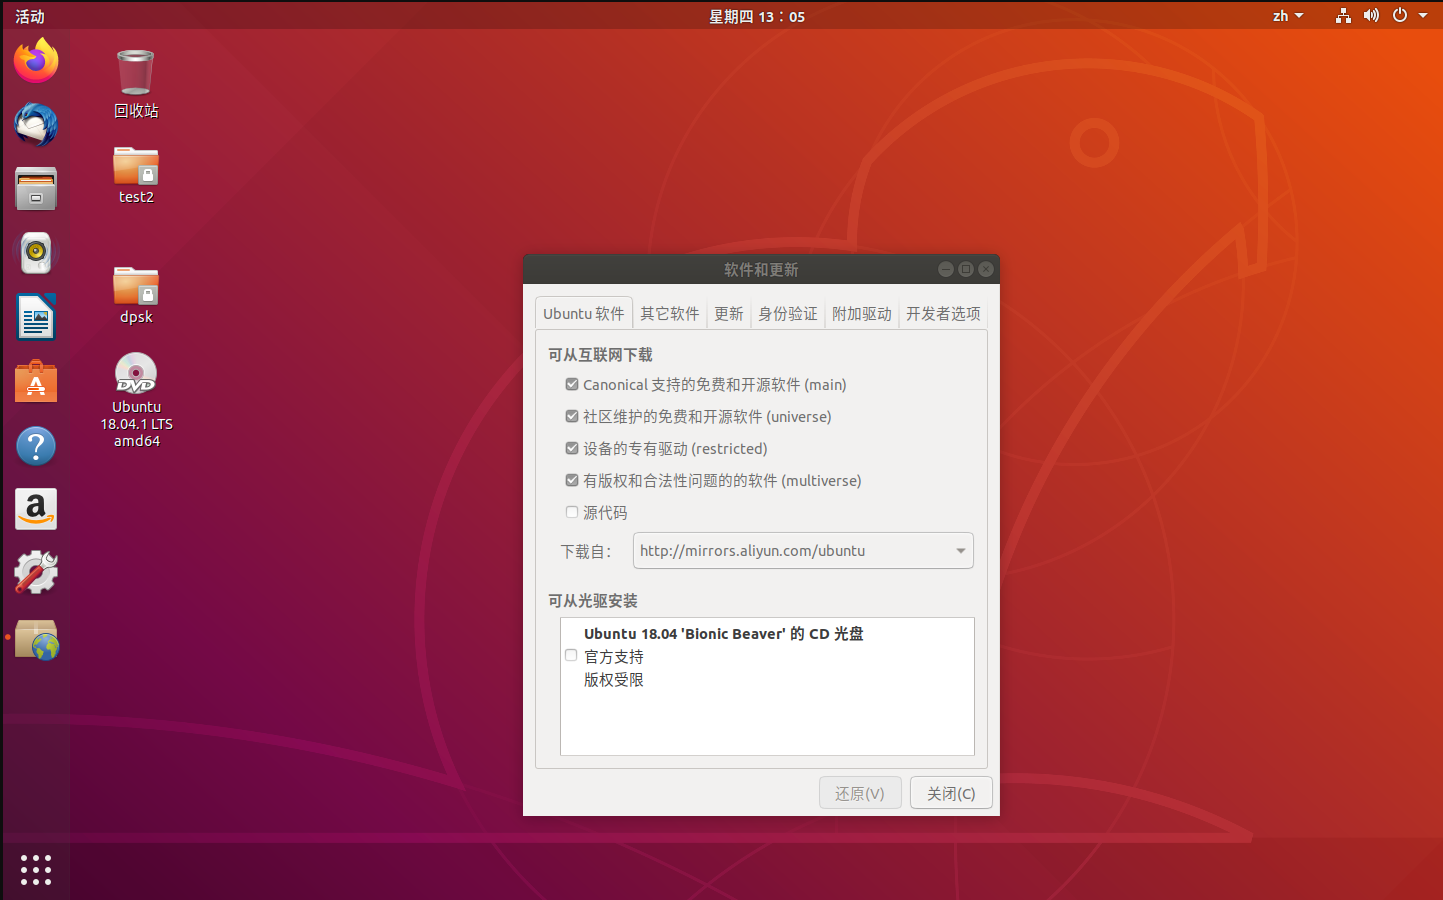 活动
星期四 13：05
zh
回收站
test2
dpsk
DVD
Ubuntu
18.04.1 LTS
amd64
软件和更新
Ubuntu 软件
其它软件
更新
身份验证
附加驱动
开发者选项
可从互联网下载
Canonical 支持的免费和开源软件 (main)
社区维护的免费和开源软件 (universe)
设备的专有驱动 (restricted)
有版权和合法性问题的的软件 (multiverse)
源代码
下载自：
http://mirrors.aliyun.com/ubuntu
可从光驱安装
Ubuntu 18.04 'Bionic Beaver' 的 CD 光盘
官方支持
版权受限
还原(V)
关闭(C)